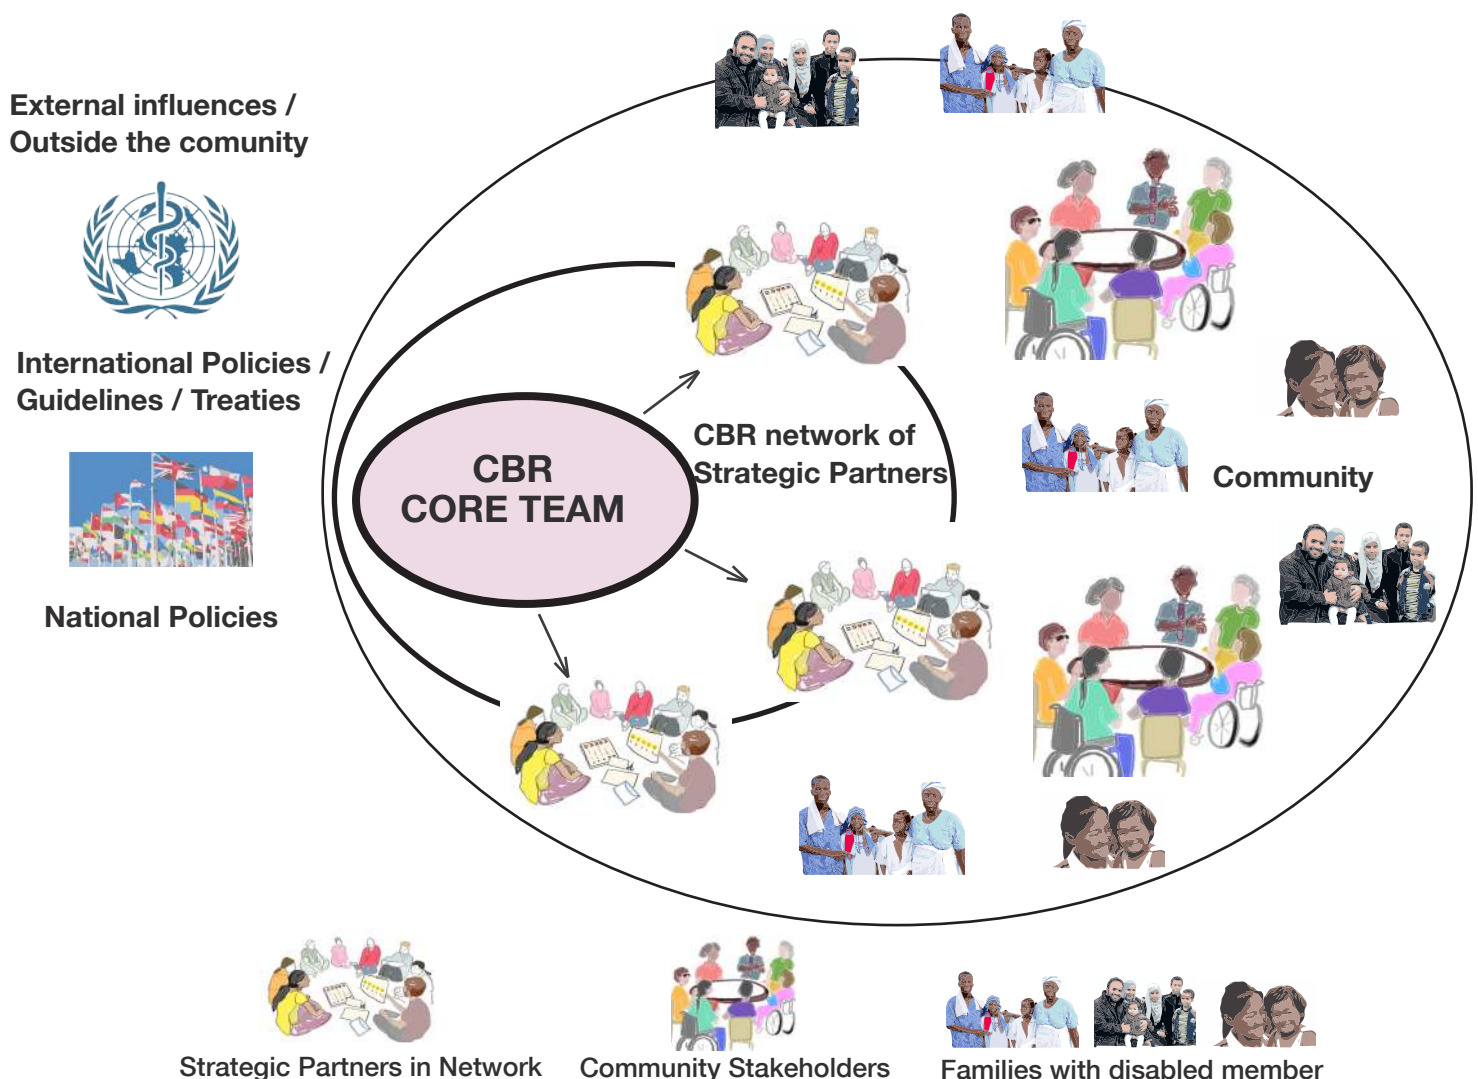 External influences /
Outside the comunity
International Policies /
Guidelines / Treaties
National Policies
CBR
CORE TEAM
CBR network of
Strategic Partners
Community
Strategic Partners in Network
Community Stakeholders
Families with disabled member